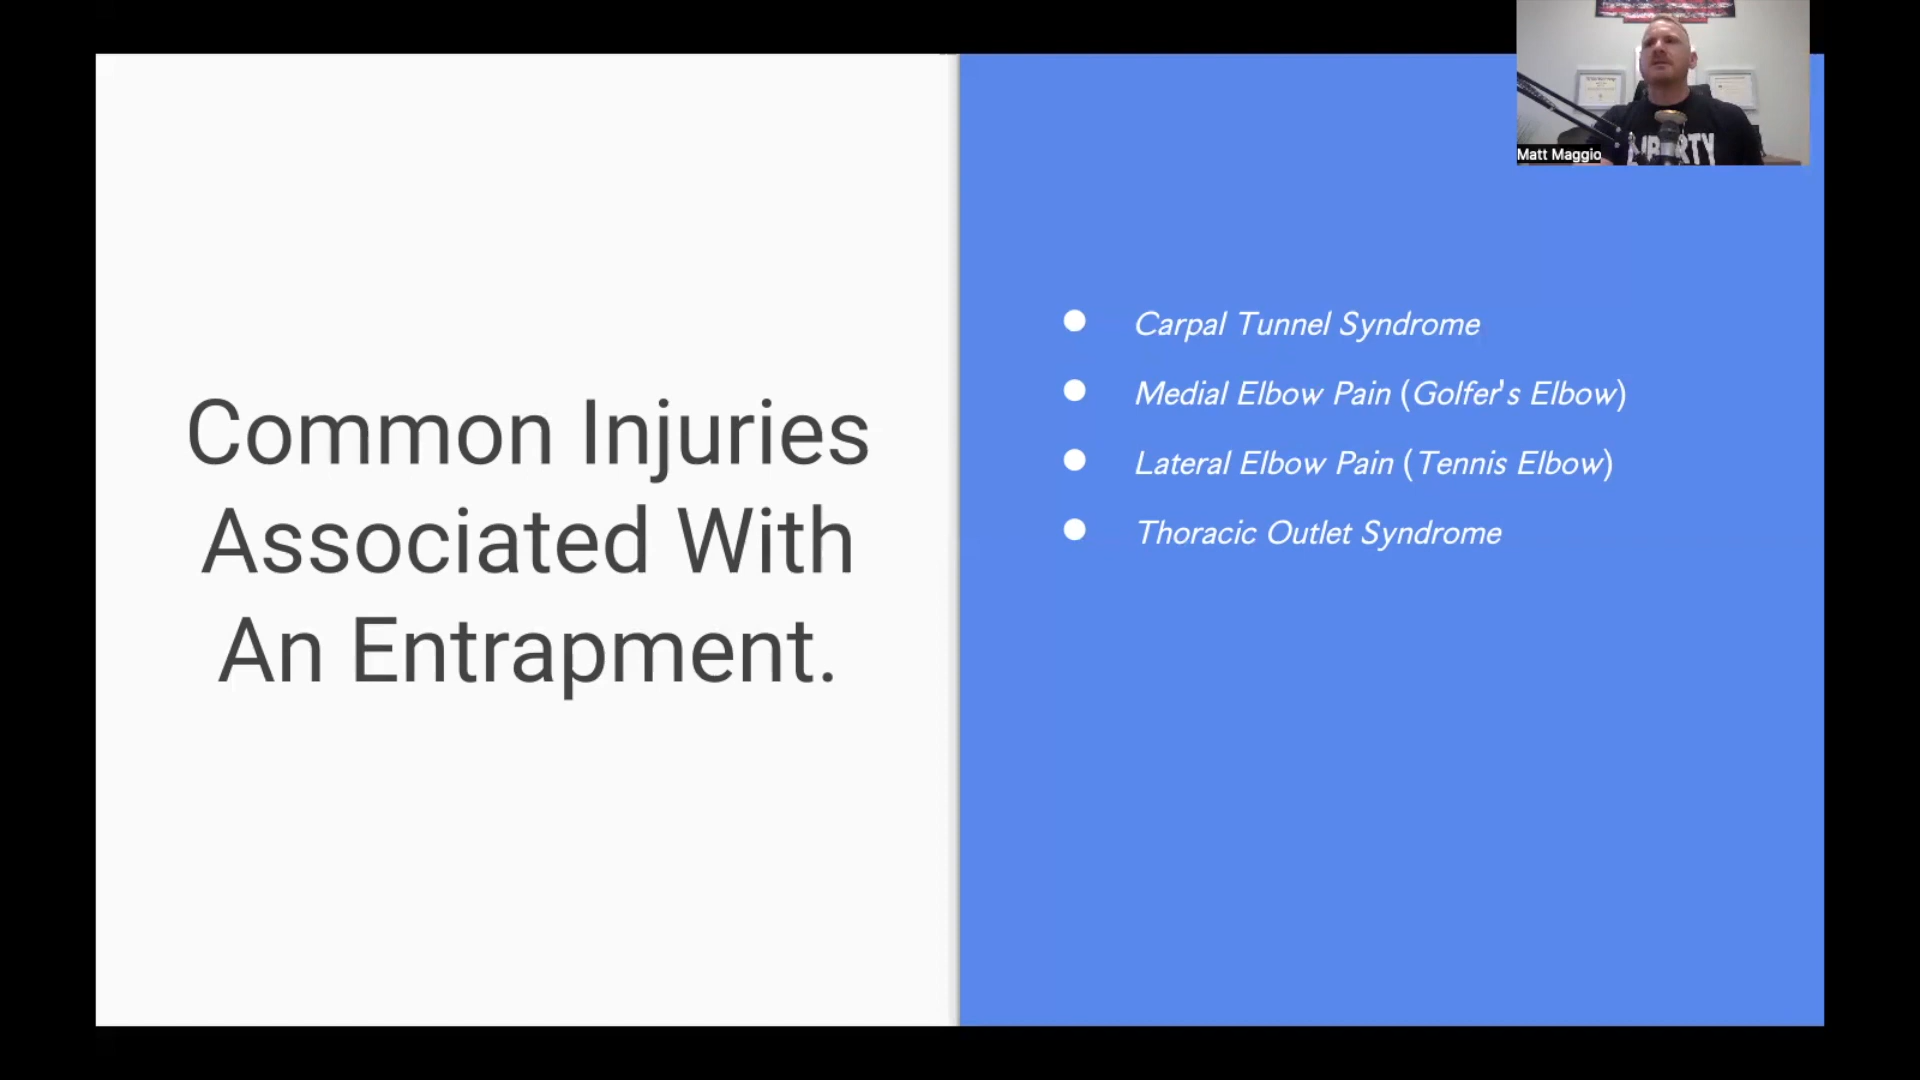 Common Injuries
Associated With
An Entrapment.
Carpal Tunnel Syndrome
Medial Elbow Pain (Golfer's Elbow)
Lateral Elbow Pain (Tennis Elbow)
Thoracic Outlet Syndrome
Matt Maggio
LIBERTY